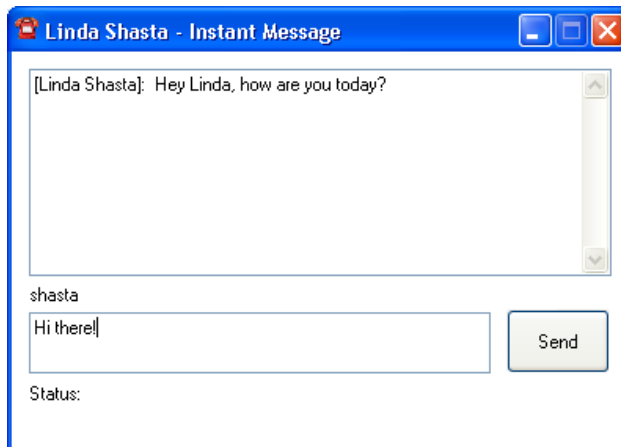 Linda Shasta - Instant Message
[Linda Shasta]:  Hey Linda, how are you today?
shasta
Hi there!
Send
Status: